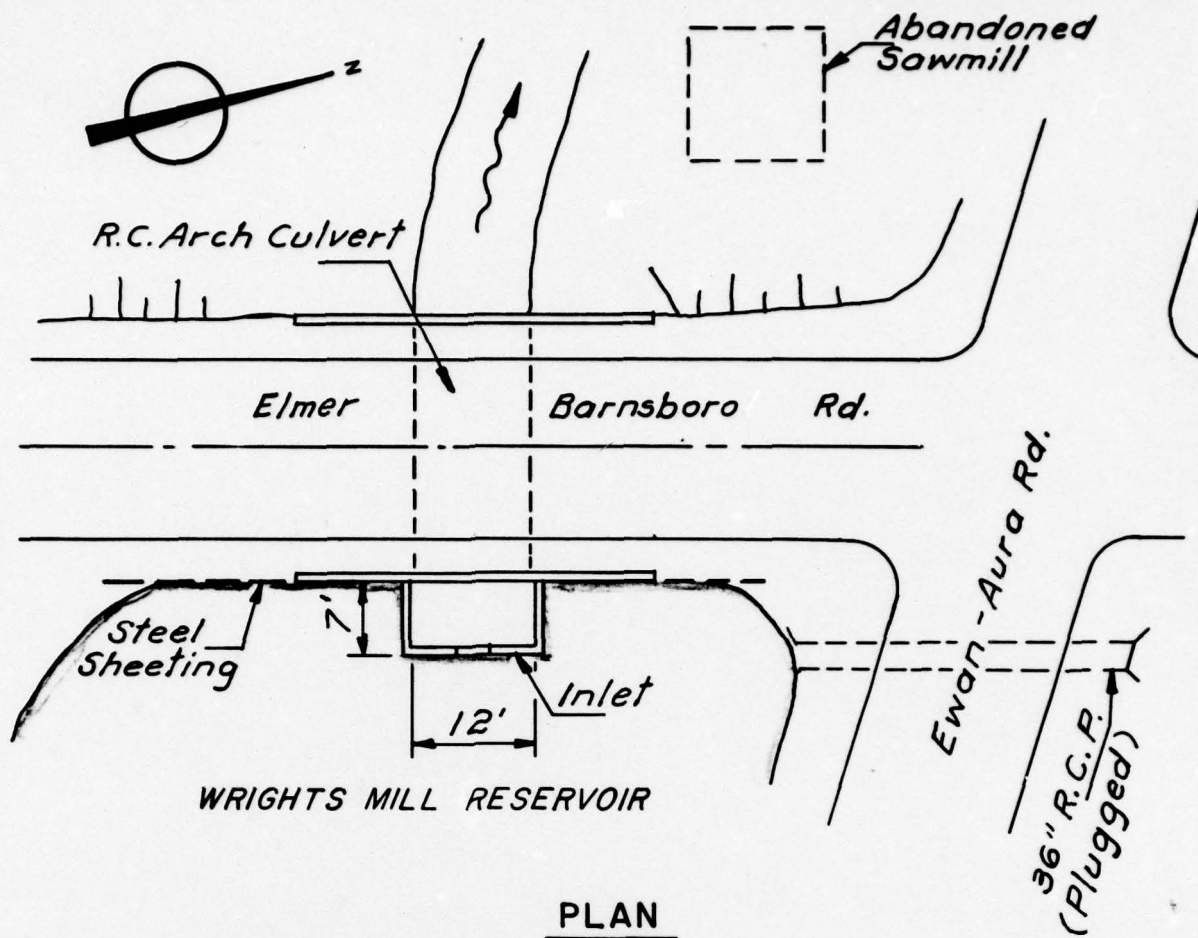 Abandoned
Sawmill
N
R.C. Arch Culvert
Elmer Barnsboro Rd.
Ewan-Aura Rd.
Steel
Sheeting
7'
Inlet
12'
36" R.C.P.
(Plugged)
WRIGHTS MILL RESERVOIR
PLAN